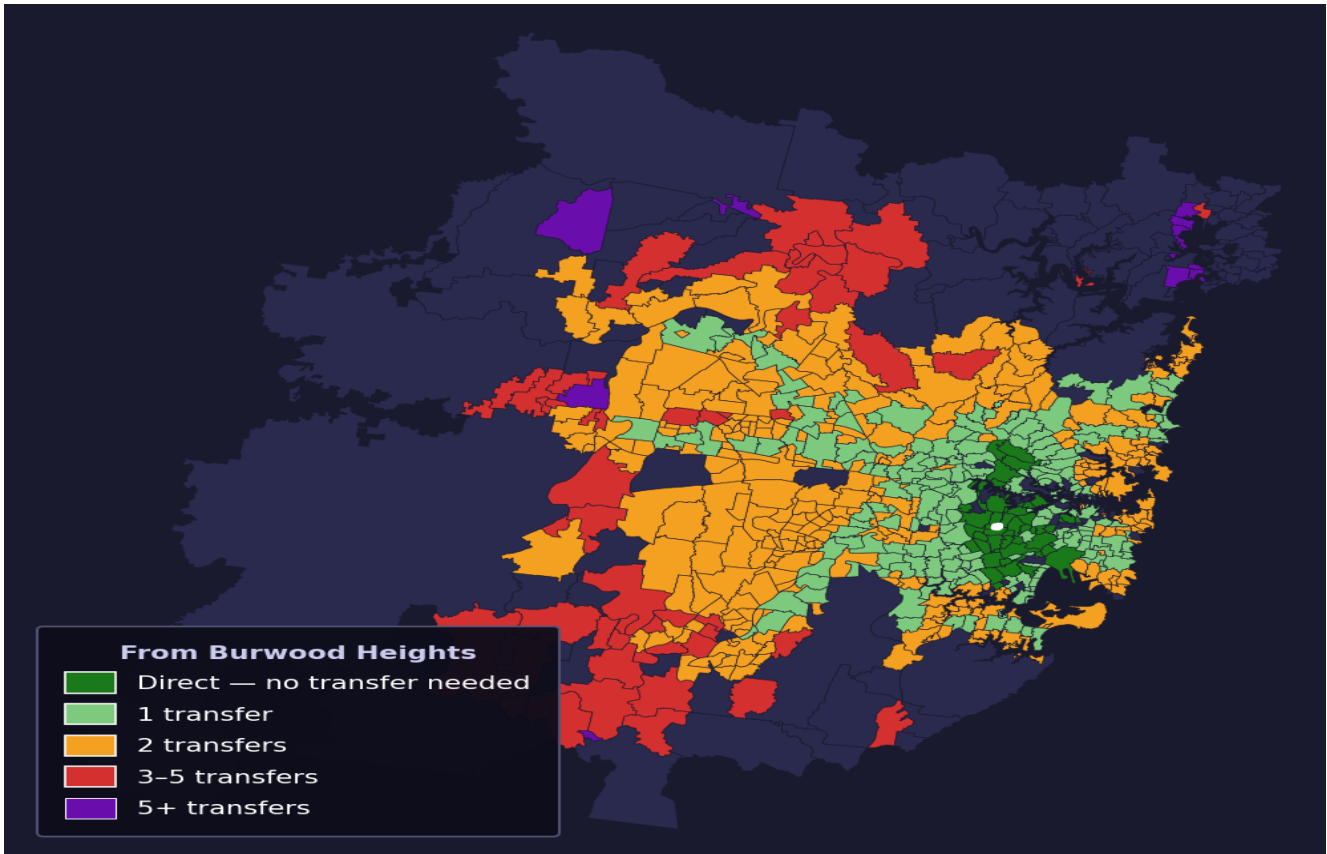 From Burwood Heights
Direct — no transfer needed
1 transfer
2 transfers
3–5 transfers
5+ transfers